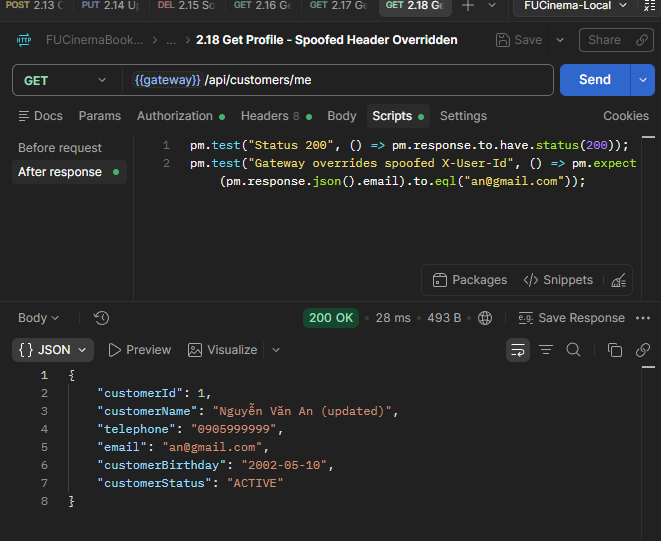 POST 2.13 C
PUT 2.14 U
DEL 2.15 So
GET 2.16 Ge
GET 2.17 Ge
GET 2.18 Ge
FUCinema-Local
HTTP
FUCinemaBook... > ... > 2.18 Get Profile - Spoofed Header Overridden
Save
Share
GET
{{gateway}} /api/customers/me
Send
Docs Params Authorization Headers 8 Body Scripts Settings Cookies
Before request
After response
1 pm.test("Status 200", () => pm.response.to.have.status(200));
2 pm.test("Gateway overrides spoofed X-User-Id", () => pm.expect
(pm.response.json().email).to.eql("an@gmail.com"));
Packages </> Snippets
Body
200 OK • 28 ms • 493 B
e.g. Save Response
{} JSON Preview Visualize
1 {
2 "customerId": 1,
3 "customerName": "Nguyễn Văn An (updated)",
4 "telephone": "0905999999",
5 "email": "an@gmail.com",
6 "customerBirthday": "2002-05-10",
7 "customerStatus": "ACTIVE"
8 }